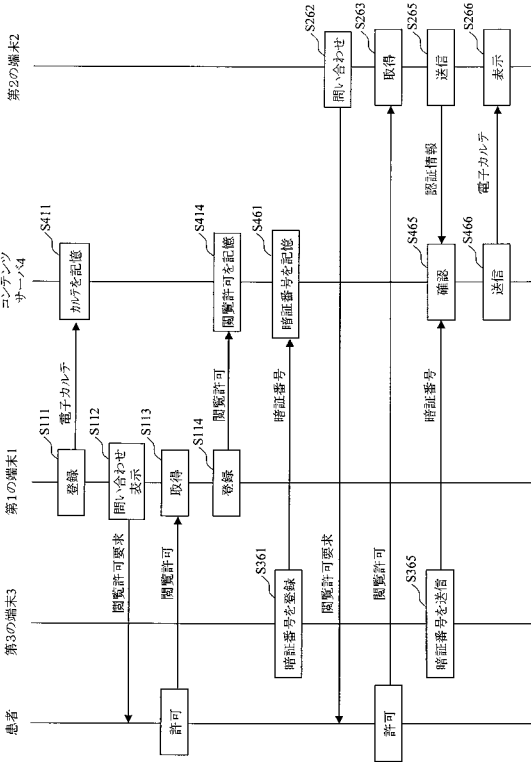 患者
第3の端末3
第1の端末1
コンテンツ
サーバ4
第2の端末2
S111
登録
電子カルテ
S411
カルテを記憶
S112
問い合わせ
表示
閲覧許可要求
許可
閲覧許可
S113
取得
S114
登録
閲覧許可
S414
閲覧許可を記憶
S361
暗証番号を登録
暗証番号
S461
暗証番号を記憶
S262
問い合わせ
閲覧許可要求
許可
閲覧許可
S263
取得
S365
暗証番号を送信
暗証番号
S465
確認
認証情報
S265
送信
S466
送信
電子カルテ
S266
表示